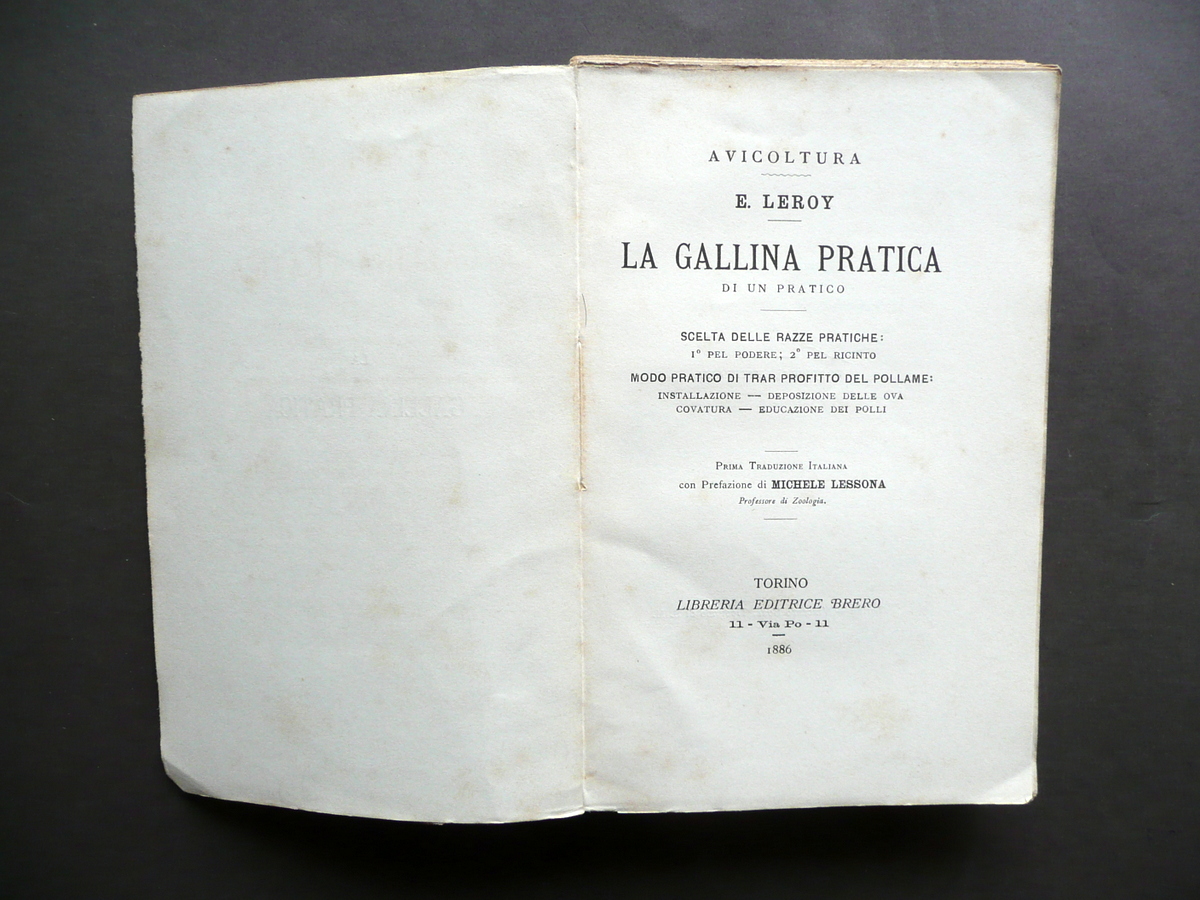 AVICOLTURA
E. LEROY
LA GALLINA PRATICA
DI UN PRATICO
SCELTA DELLE RAZZE PRATICHE:
1º PEL PODERE; 2º PEL RICINTO
MODO PRATICO DI TRAR PROFITTO DEL POLLAME:
INSTALLAZIONE — DEPOSIZIONE DELLE OVA
COVATURA — EDUCAZIONE DEI POLLI
PRIMA TRADUZIONE ITALIANA
con Prefazione di MICHELE LESSONA
Professore di Zoologia.
TORINO
LIBRERIA EDITRICE BRERO
11 - Via Po - 11
1886